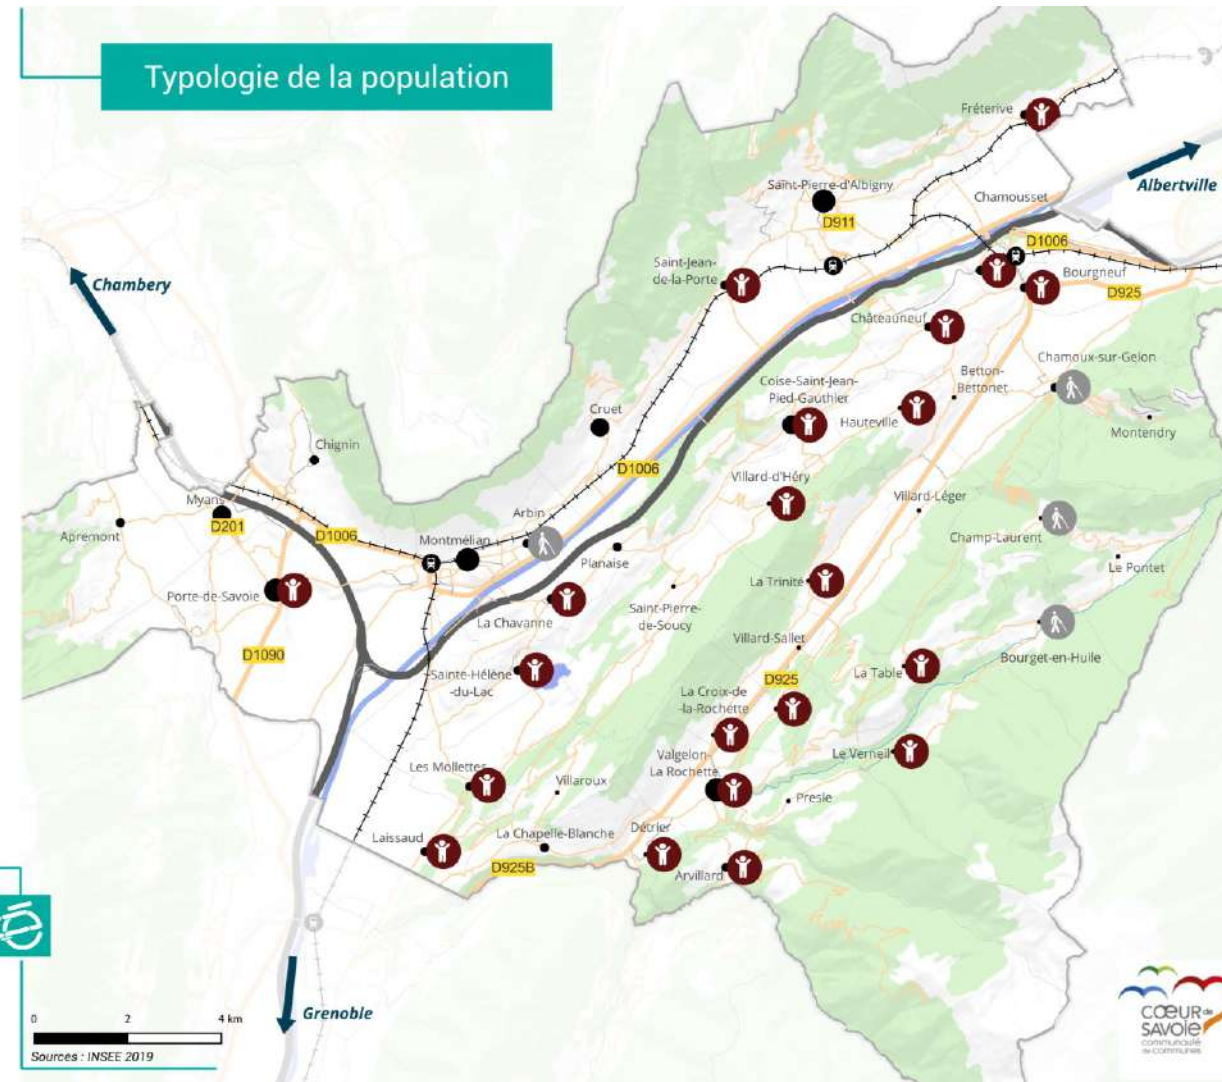 Typologie de la population
Fréterive
Saint-Pierre-d'Albigny
D911
Chamousset
Albertville
D1006
Saint-Jean-
de-la-Porte
Bourgneuf
D925
Chambery
Châteauneuf
Chamoux-sur-Gelon
Betton-
Bettonet
Coise-Saint-Jean-
Pied-Gauthier
Cruet
Hauteville
Montendry
Chignin
D1006
Villard-d'Héry
Villard-Léger
Myans
D201
Arbin
Apremont
D1006
Montmélian
Champ-Laurent
Planaise
Le Pontet
La Trinité
Porte-de-Savoie
Saint-Pierre-
de-Soucy
La Chavanne
Villard-Sallet
D1090
Bourget-en-Huile
Sainte-Hélène
-du-Lac
D925
La Table
La Croix-de
-la-Rochette
Valgelon-
La Rochette
Le Verneil
Les Mollettes
Villaroux
Presle
Laissaud
La Chapelle-Blanche
Détrier
D925B
Arvillard
Grenoble
0 2 4 km
Sources : INSEE 2019
CŒUR de
SAVOIE
communauté
de communes